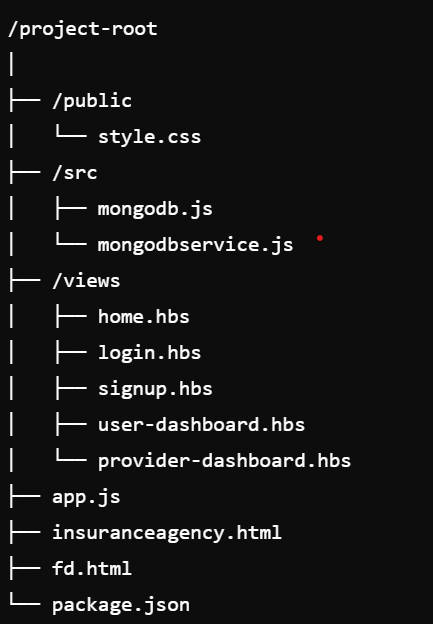 /project-root
│
├── /public
│   └── style.css
├── /src
│   ├── mongodb.js
│   └── mongodbservice.js
├── /views
│   ├── home.hbs
│   ├── login.hbs
│   ├── signup.hbs
│   ├── user-dashboard.hbs
│   └── provider-dashboard.hbs
├── app.js
├── insuranceagency.html
├── fd.html
└── package.json